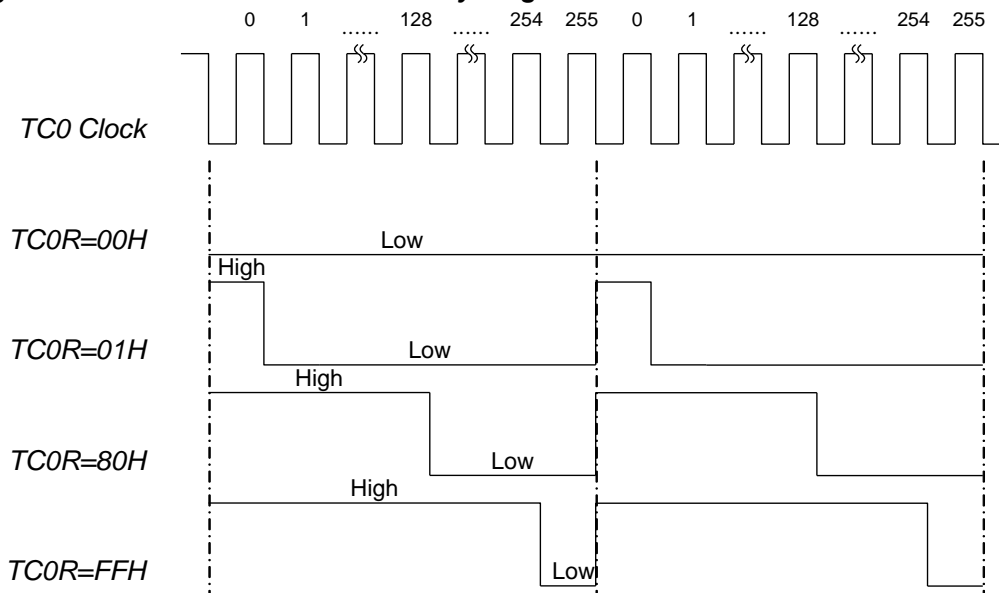 0 1 ...... 128 ...... 254 255 0 1 ...... 128 ...... 254 255
TC0 Clock
TC0R=00H
Low
High
TC0R=01H
Low
High
TC0R=80H
Low
High
TC0R=FFH
Low